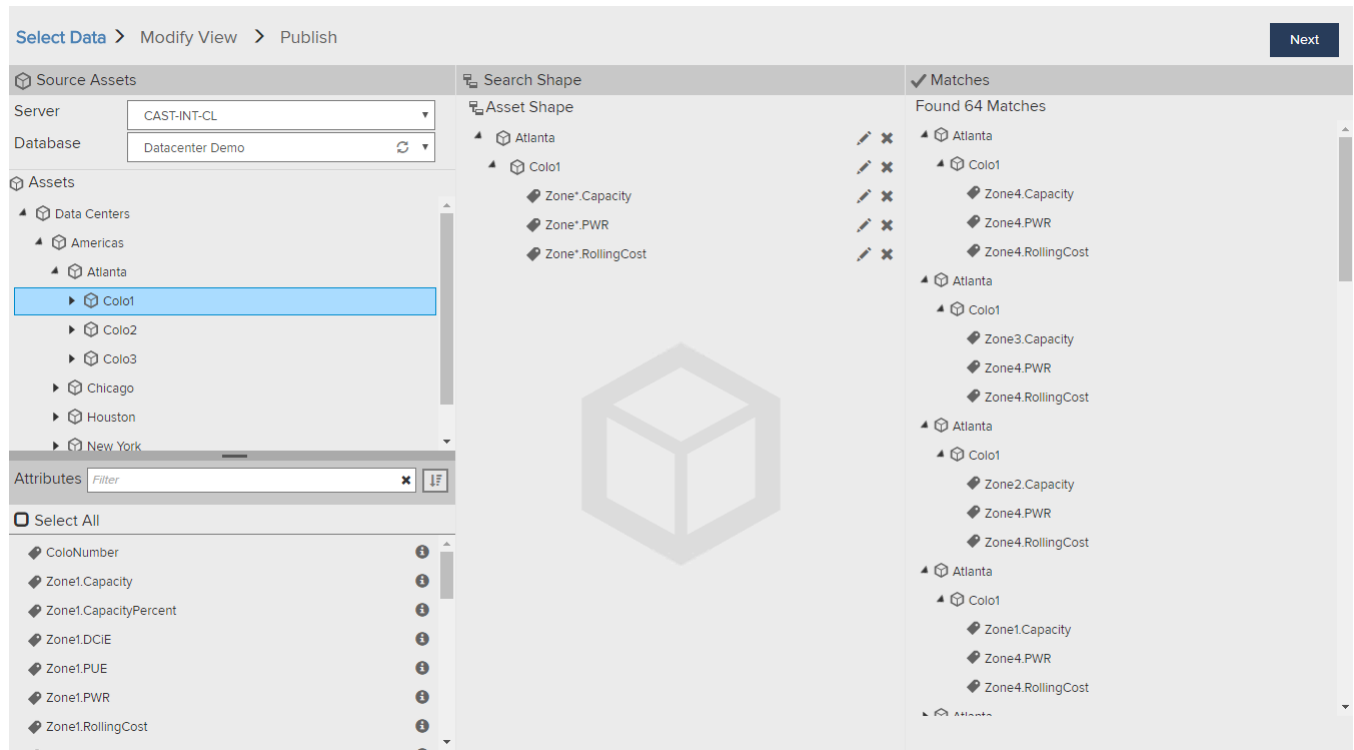 Select Data > Modify View > Publish
Next
Source Assets
Server
CAST-INT-CL
Database
Datacenter Demo
Assets
Data Centers
Americas
Atlanta
Colo1
Colo2
Colo3
Chicago
Houston
New York
Attributes
Filter
Select All
ColoNumber
Zone1.Capacity
Zone1.CapacityPercent
Zone1.DCiE
Zone1.PUE
Zone1.PWR
Zone1.RollingCost
Search Shape
Asset Shape
Atlanta
Colo1
Zone*.Capacity
Zone*.PWR
Zone*.RollingCost
Matches
Found 64 Matches
Atlanta
Colo1
Zone4.Capacity
Zone4.PWR
Zone4.RollingCost
Atlanta
Colo1
Zone3.Capacity
Zone4.PWR
Zone4.RollingCost
Atlanta
Colo1
Zone2.Capacity
Zone4.PWR
Zone4.RollingCost
Atlanta
Colo1
Zone1.Capacity
Zone4.PWR
Zone4.RollingCost
Atlanta